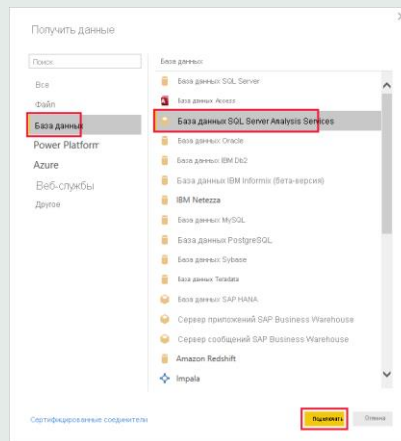 Получить данные
Поиск
Все
Файл
База данных
Power Platform
Azure
Веб-службы
Другое
База данных
База данных SQL Server
База данных Access
База данных SQL Server Analysis Services
База данных Oracle
База данных IBM Db2
База данных IBM Informix (бета-версия)
IBM Netezza
База данных MySQL
База данных PostgreSQL
База данных Sybase
База данных Teradata
База данных SAP HANA
Сервер приложений SAP Business Warehouse
Сервер сообщений SAP Business Warehouse
Amazon Redshift
Impala
Сертифицированные соединители
Подключить
Отмена